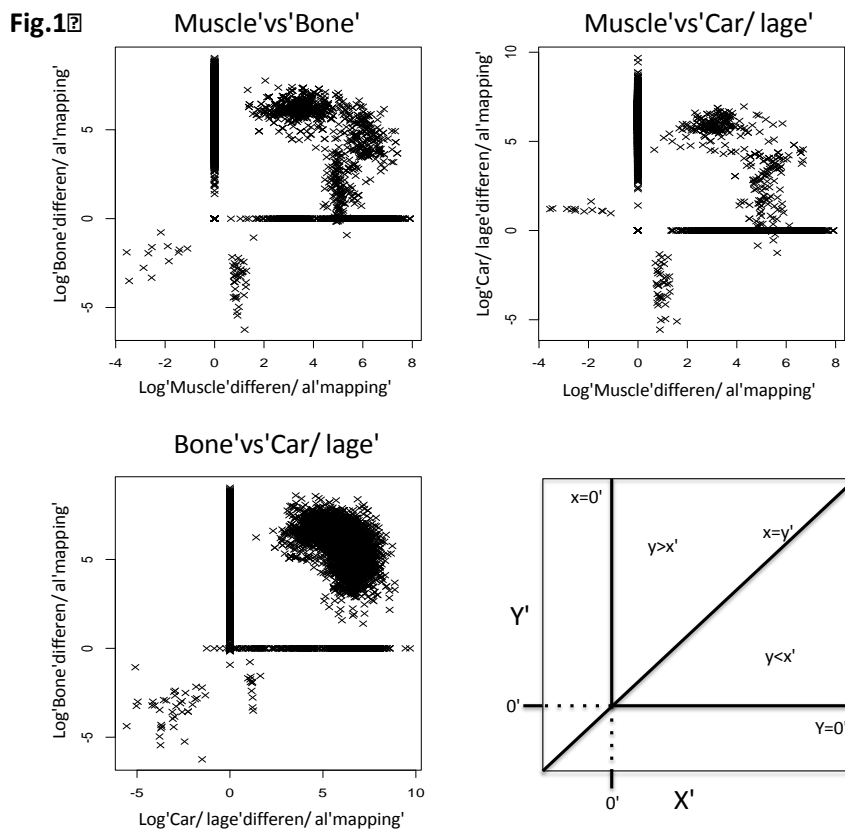 Fig.1⍰
Muscle'vs'Bone'
Log'Bone'differen/ al'mapping'
5
0
-5
-4
-2
0
2
4
6
8
Log'Muscle'differen/ al'mapping'
Muscle'vs'Car/ lage'
Log'Car/ lage'differen/ al'mapping'
10
5
0
-5
-4
-2
0
2
4
6
8
Log'Muscle'differen/ al'mapping'
Bone'vs'Car/ lage'
Log'Bone'differen/ al'mapping'
5
0
-5
-5
0
5
10
Log'Car/ lage'differen/ al'mapping'
x=0'
y>x'
x=y'
Y'
y<x'
0'
Y=0'
0'
X'